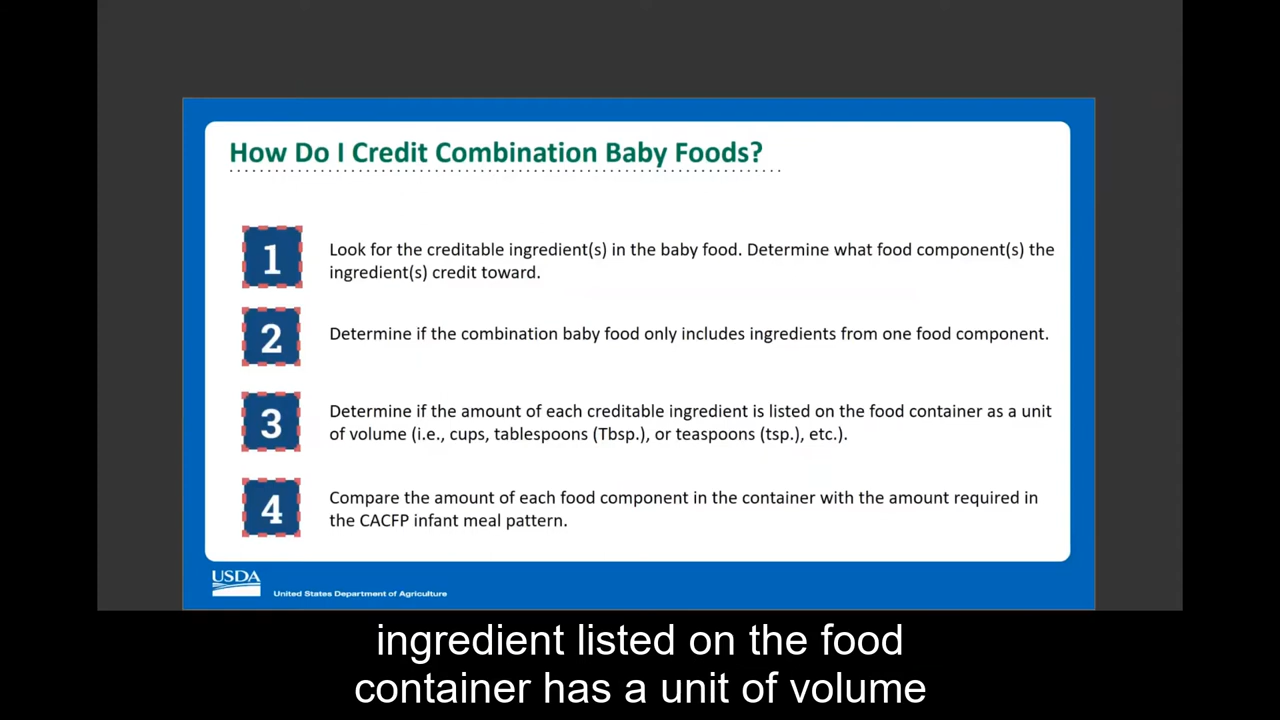 How Do I Credit Combination Baby Foods?
1
Look for the creditable ingredient(s) in the baby food. Determine what food component(s) the
ingredient(s) credit toward.
2
Determine if the combination baby food only includes ingredients from one food component.
3
Determine if the amount of each creditable ingredient is listed on the food container as a unit
of volume (i.e., cups, tablespoons (Tbsp.), or teaspoons (tsp.), etc.).
4
Compare the amount of each food component in the container with the amount required in
the CACFP infant meal pattern.
USDA
United States Department of Agriculture
ingredient listed on the food
container has a unit of volume